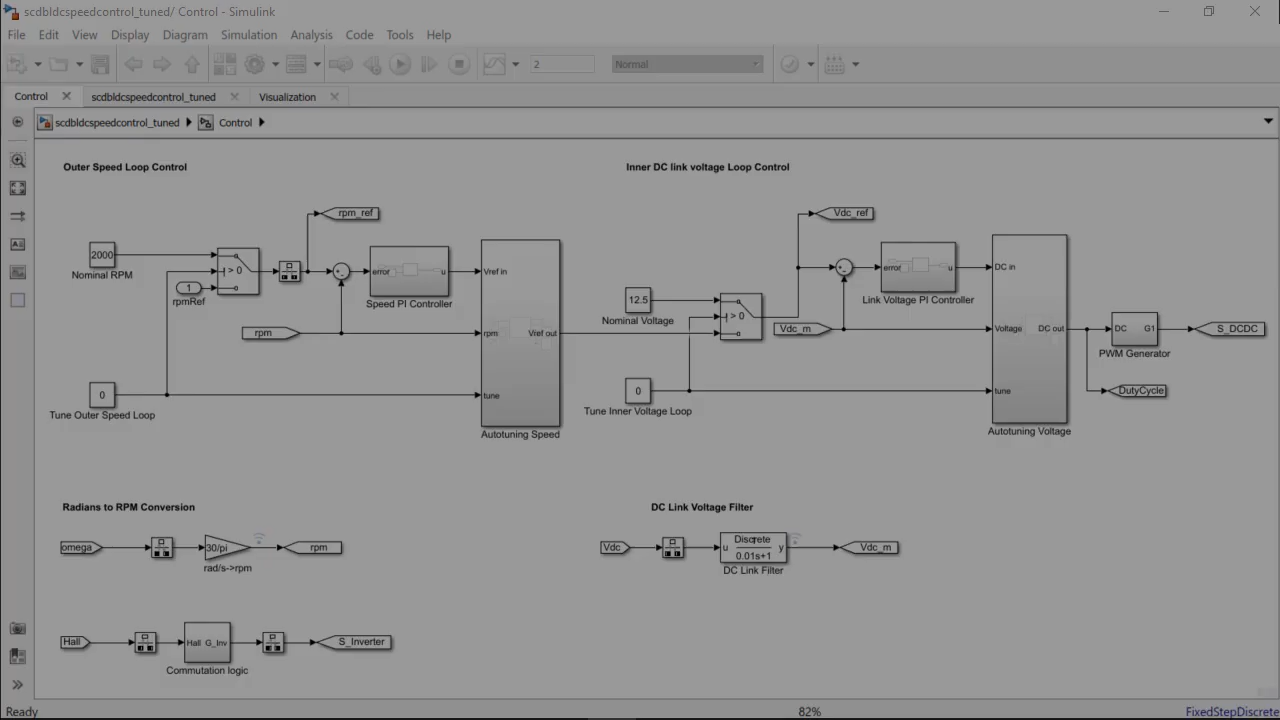 scdbldcspeedcontrol_tuned/ Control - Simulink
File Edit View Display Diagram Simulation Analysis Code Tools Help
2 Normal
Control scdbldcspeedcontrol_tuned Visualization
scdbldcspeedcontrol_tuned Control
Outer Speed Loop Control
rpm_ref
2000
Nominal RPM
> 0
1
rpmRef
+_
error u
Speed PI Controller
rpm
Vref in
rpm Vref out
tune
Autotuning Speed
0
Tune Outer Speed Loop
Inner DC link voltage Loop Control
Vdc_ref
12.5
Nominal Voltage
> 0
Vdc_m
+_
error u
Link Voltage PI Controller
DC in
Voltage DC out
tune
Autotuning Voltage
0
Tune Inner Voltage Loop
DC G1
PWM Generator
S_DCDC
DutyCycle
Radians to RPM Conversion
omega
30/pi
rad/s->rpm
rpm
DC Link Voltage Filter
Vdc
Discrete
u y
0.01s+1
DC Link Filter
Vdc_m
Hall
Hall G_Inv
Commutation logic
S_Inverter
Ready 82% FixedStepDiscrete